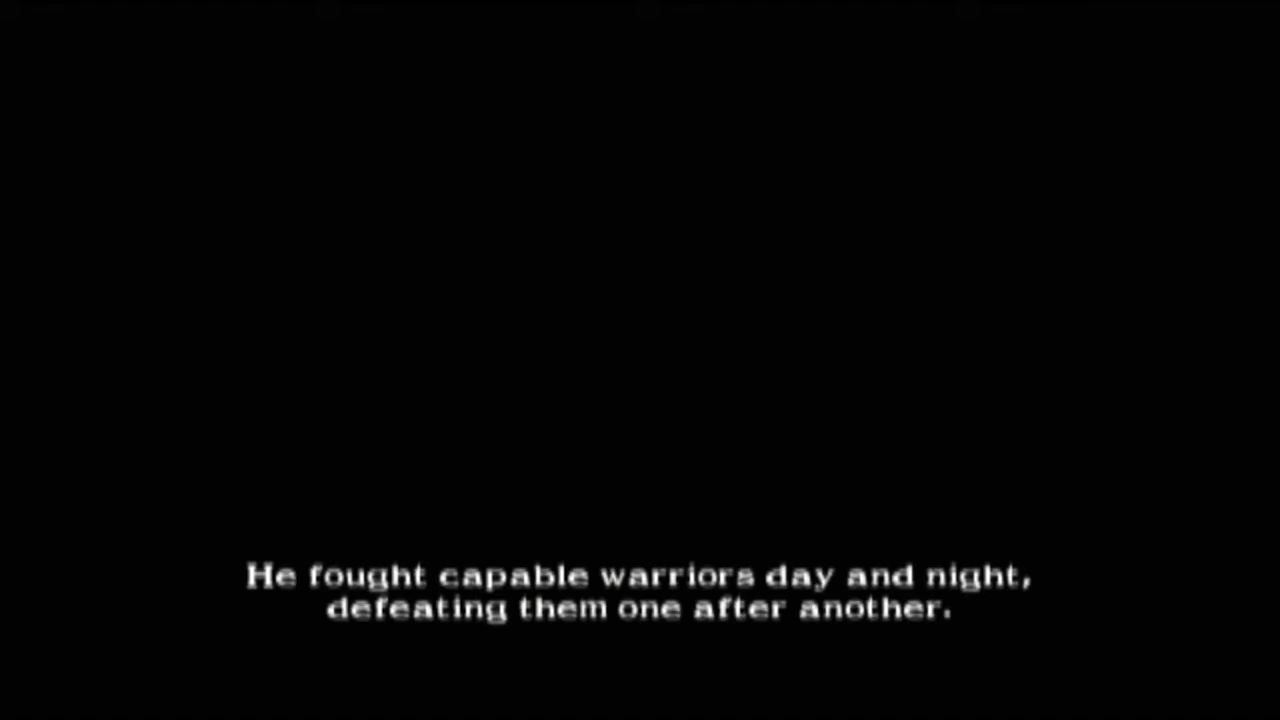 He fought capable warriors day and night,
defeating them one after another.